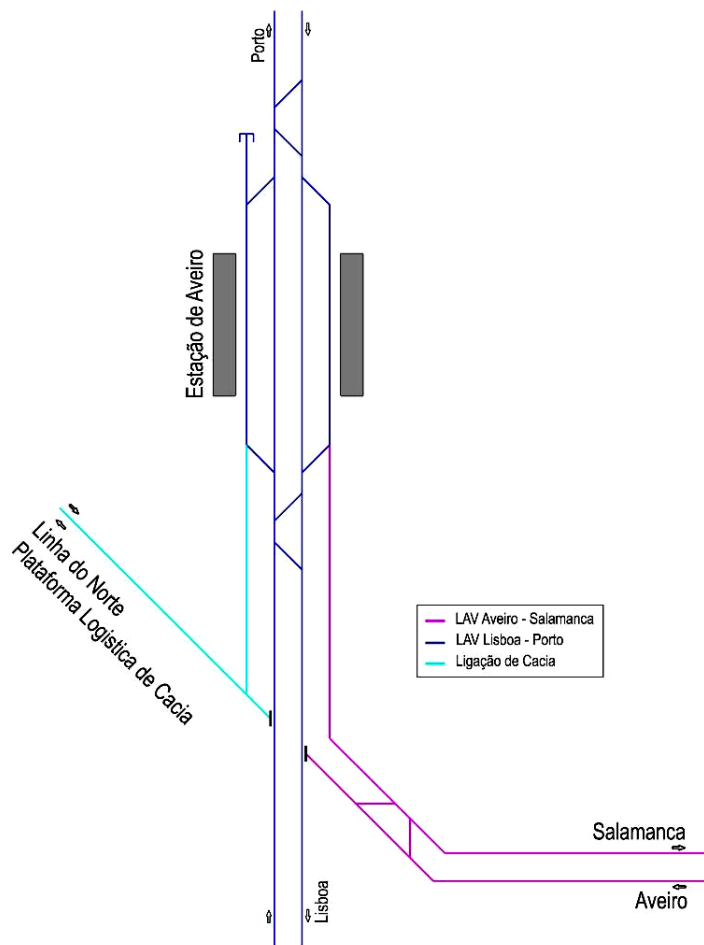 Porto
Estação de Aveiro
Linha do Norte
Plataforma Logistica de Cacia
LAV Aveiro - Salamanca
LAV Lisboa - Porto
Ligação de Cacia
Salamanca
Aveiro
Lisboa